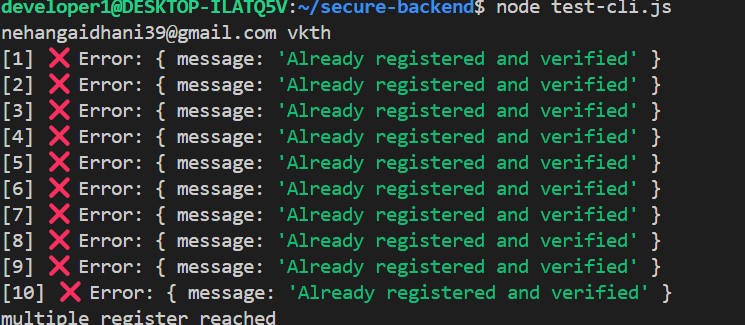 developer1@DESKTOP-ILATQ5V:~/secure-backend$ node test-cli.js
nehangaidhani39@gmail.com vkth
[1] ❌ Error: { message: 'Already registered and verified' }
[2] ❌ Error: { message: 'Already registered and verified' }
[3] ❌ Error: { message: 'Already registered and verified' }
[4] ❌ Error: { message: 'Already registered and verified' }
[5] ❌ Error: { message: 'Already registered and verified' }
[6] ❌ Error: { message: 'Already registered and verified' }
[7] ❌ Error: { message: 'Already registered and verified' }
[8] ❌ Error: { message: 'Already registered and verified' }
[9] ❌ Error: { message: 'Already registered and verified' }
[10] ❌ Error: { message: 'Already registered and verified' }
multiple register reached